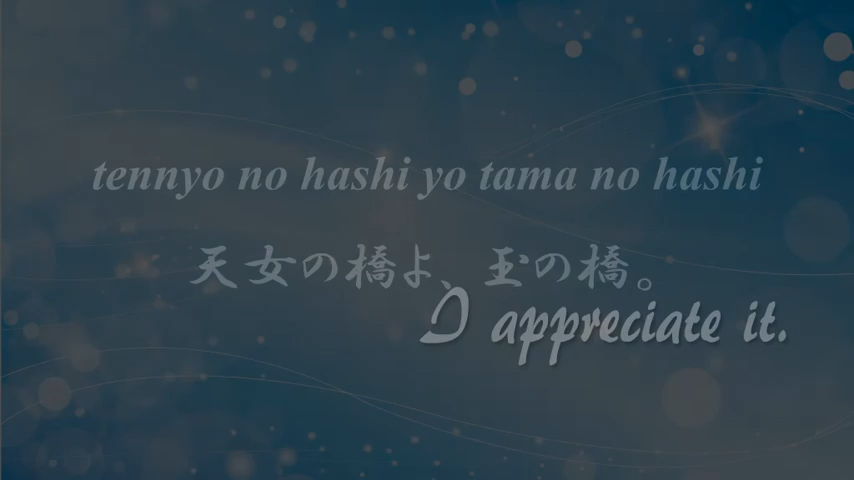 tennyo no hashi yo tama no hashi
天女の橋よ、玉の橋。
I appreciate it.